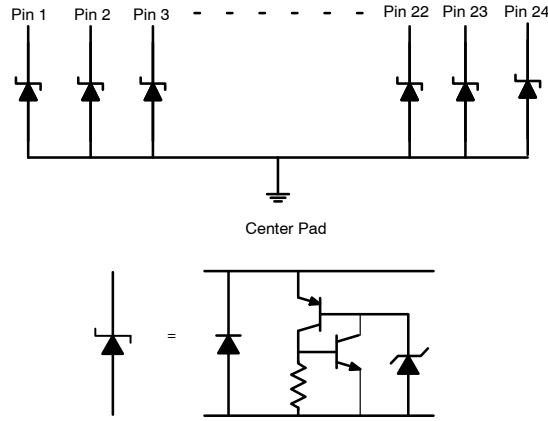 Pin 1 Pin 2 Pin 3 - - - - - - Pin 22 Pin 23 Pin 24
Center Pad
=